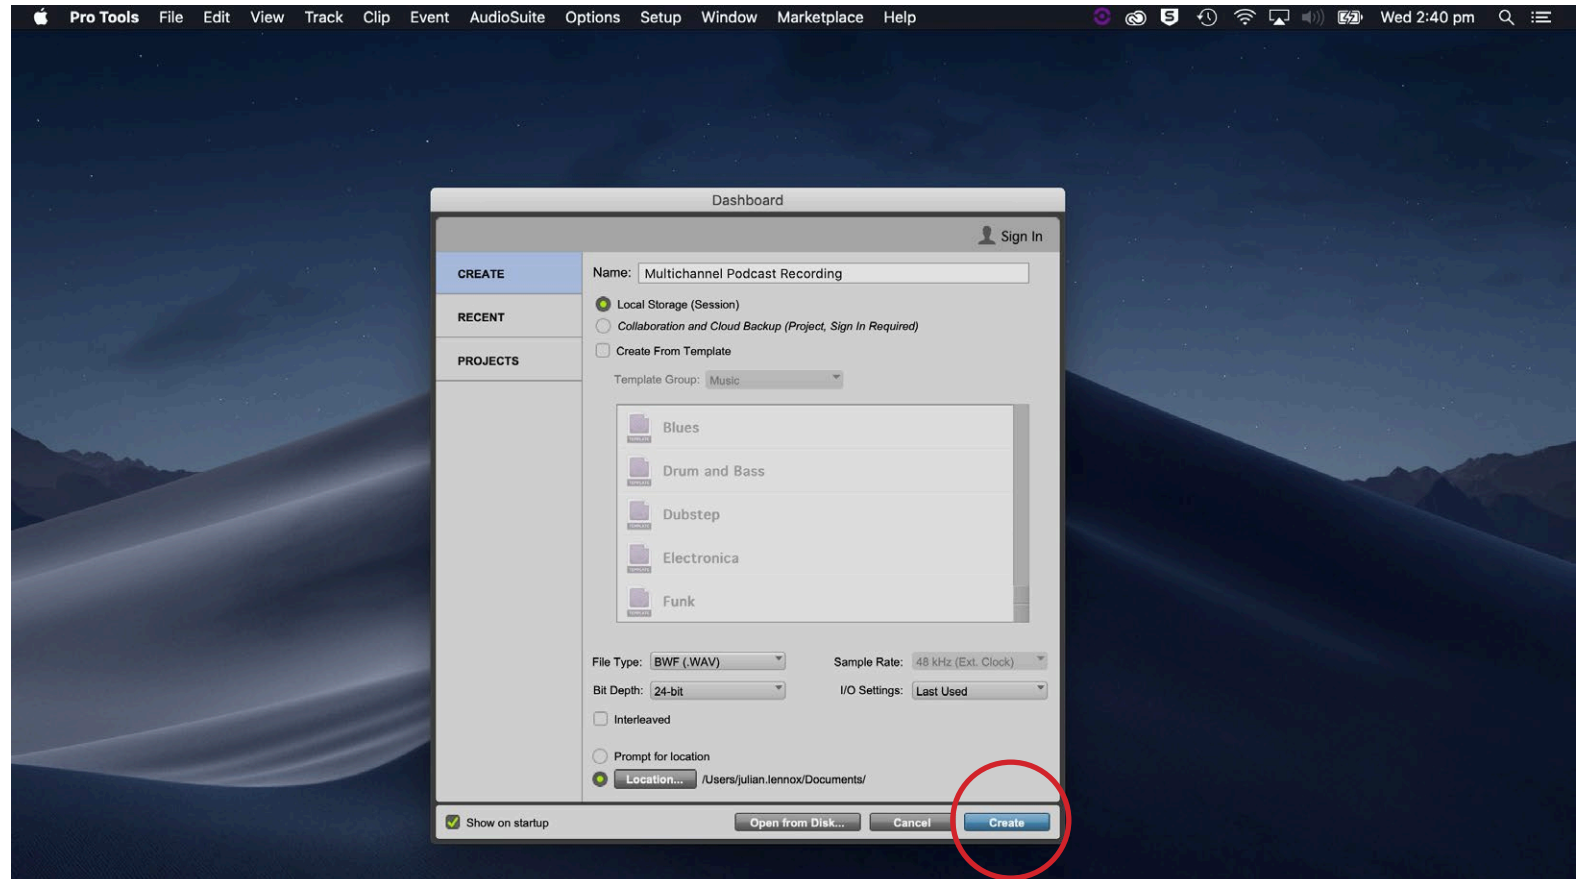 Pro Tools File Edit View Track Clip Event AudioSuite Options Setup Window Marketplace Help Wed 2:40 pm
Dashboard
Sign In
CREATE
RECENT
PROJECTS
Name: Multichannel Podcast Recording
Local Storage (Session)
Collaboration and Cloud Backup (Project, Sign In Required)
Create From Template
Template Group: Music
Blues
Drum and Bass
Dubstep
Electronica
Funk
File Type: BWF (.WAV) Sample Rate: 48 kHz (Ext. Clock)
Bit Depth: 24-bit I/O Settings: Last Used
Interleaved
Prompt for location
Location... /Users/julian.lennox/Documents/
Show on startup Open from Disk... Cancel Create